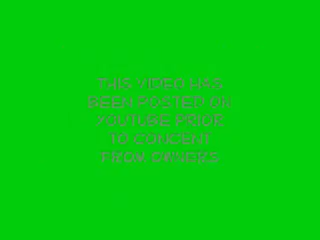 THIS VIDEO HAS
BEEN POSTED ON
YOUTUBE PRIOR
TO CONCENT
FROM OWNERS